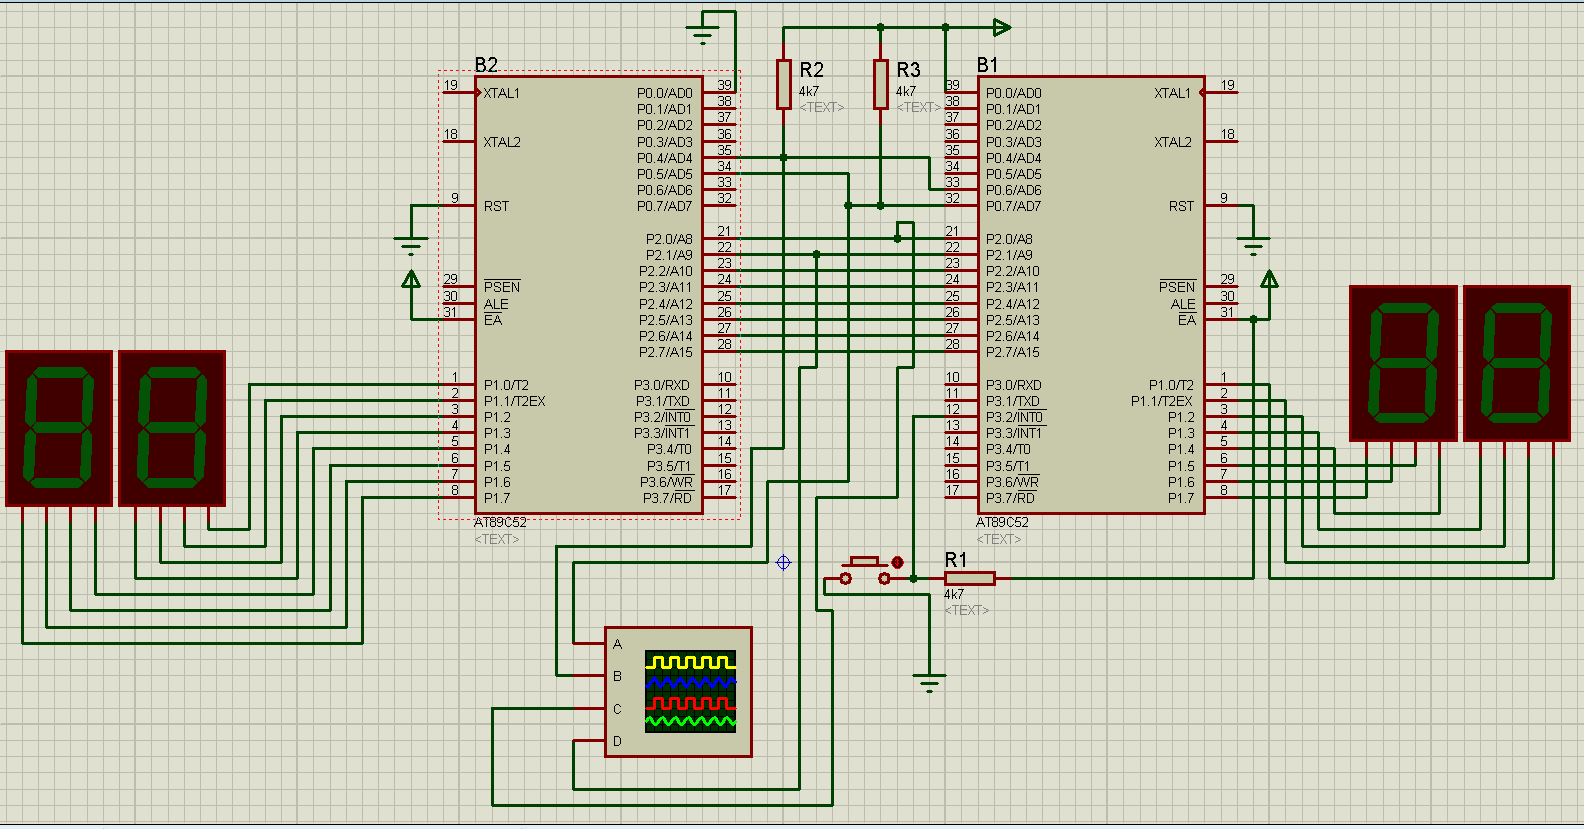 B2
19 XTAL1
18 XTAL2
9 RST
29 PSEN
30 ALE
31 EA
1 P1.0/T2
2 P1.1/T2EX
3 P1.2
4 P1.3
5 P1.4
6 P1.5
7 P1.6
8 P1.7
P0.0/AD0 39
P0.1/AD1 38
P0.2/AD2 37
P0.3/AD3 36
P0.4/AD4 35
P0.5/AD5 34
P0.6/AD6 33
P0.7/AD7 32
P2.0/A8 21
P2.1/A9 22
P2.2/A10 23
P2.3/A11 24
P2.4/A12 25
P2.5/A13 26
P2.6/A14 27
P2.7/A15 28
P3.0/RXD 10
P3.1/TXD 11
P3.2/INT0 12
P3.3/INT1 13
P3.4/T0 14
P3.5/T1 15
P3.6/WR 16
P3.7/RD 17
AT89C52
<TEXT>
R2
4k7
<TEXT>
R3
4k7
<TEXT>
B1
39 P0.0/AD0
38 P0.1/AD1
37 P0.2/AD2
36 P0.3/AD3
35 P0.4/AD4
34 P0.5/AD5
33 P0.6/AD6
32 P0.7/AD7
21 P2.0/A8
22 P2.1/A9
23 P2.2/A10
24 P2.3/A11
25 P2.4/A12
26 P2.5/A13
27 P2.6/A14
28 P2.7/A15
10 P3.0/RXD
11 P3.1/TXD
12 P3.2/INT0
13 P3.3/INT1
14 P3.4/T0
15 P3.5/T1
16 P3.6/WR
17 P3.7/RD
XTAL1 19
XTAL2 18
RST 9
PSEN 29
ALE 30
EA 31
P1.0/T2 1
P1.1/T2EX 2
P1.2 3
P1.3 4
P1.4 5
P1.5 6
P1.6 7
P1.7 8
AT89C52
<TEXT>
R1
4k7
<TEXT>
A
B
C
D